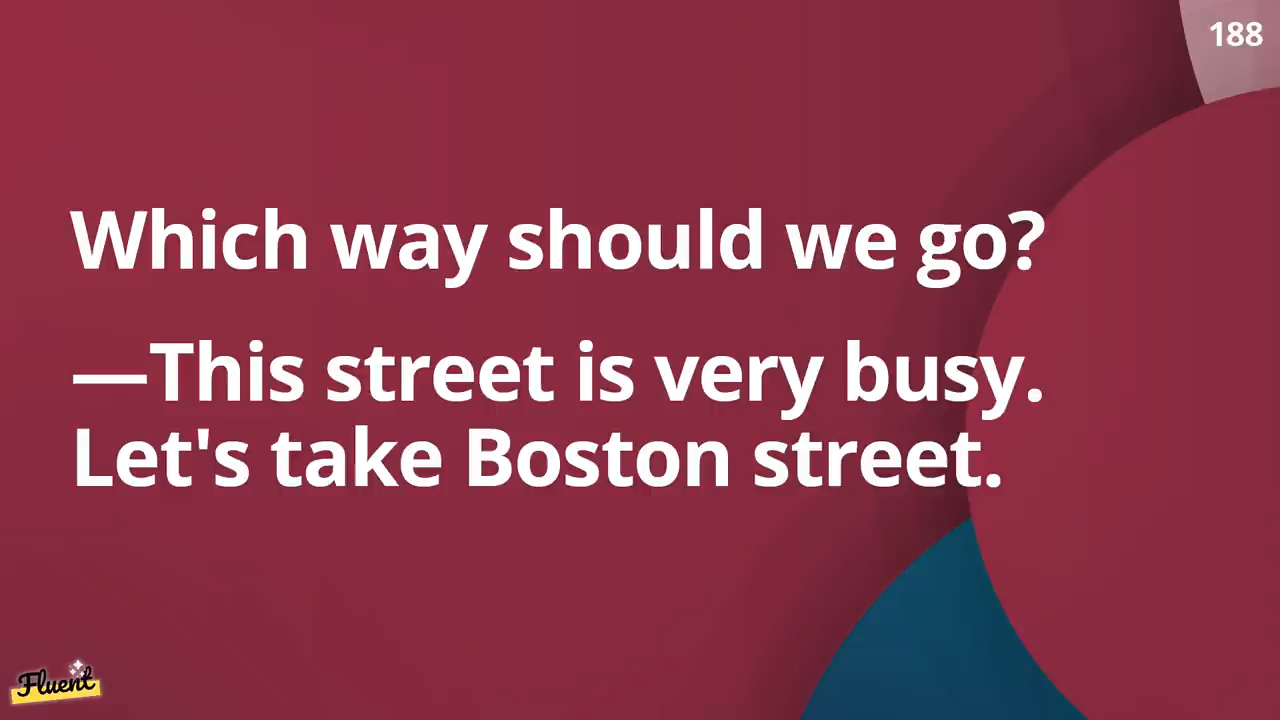 188
Which way should we go?
—This street is very busy.
Let's take Boston street.
Fluent